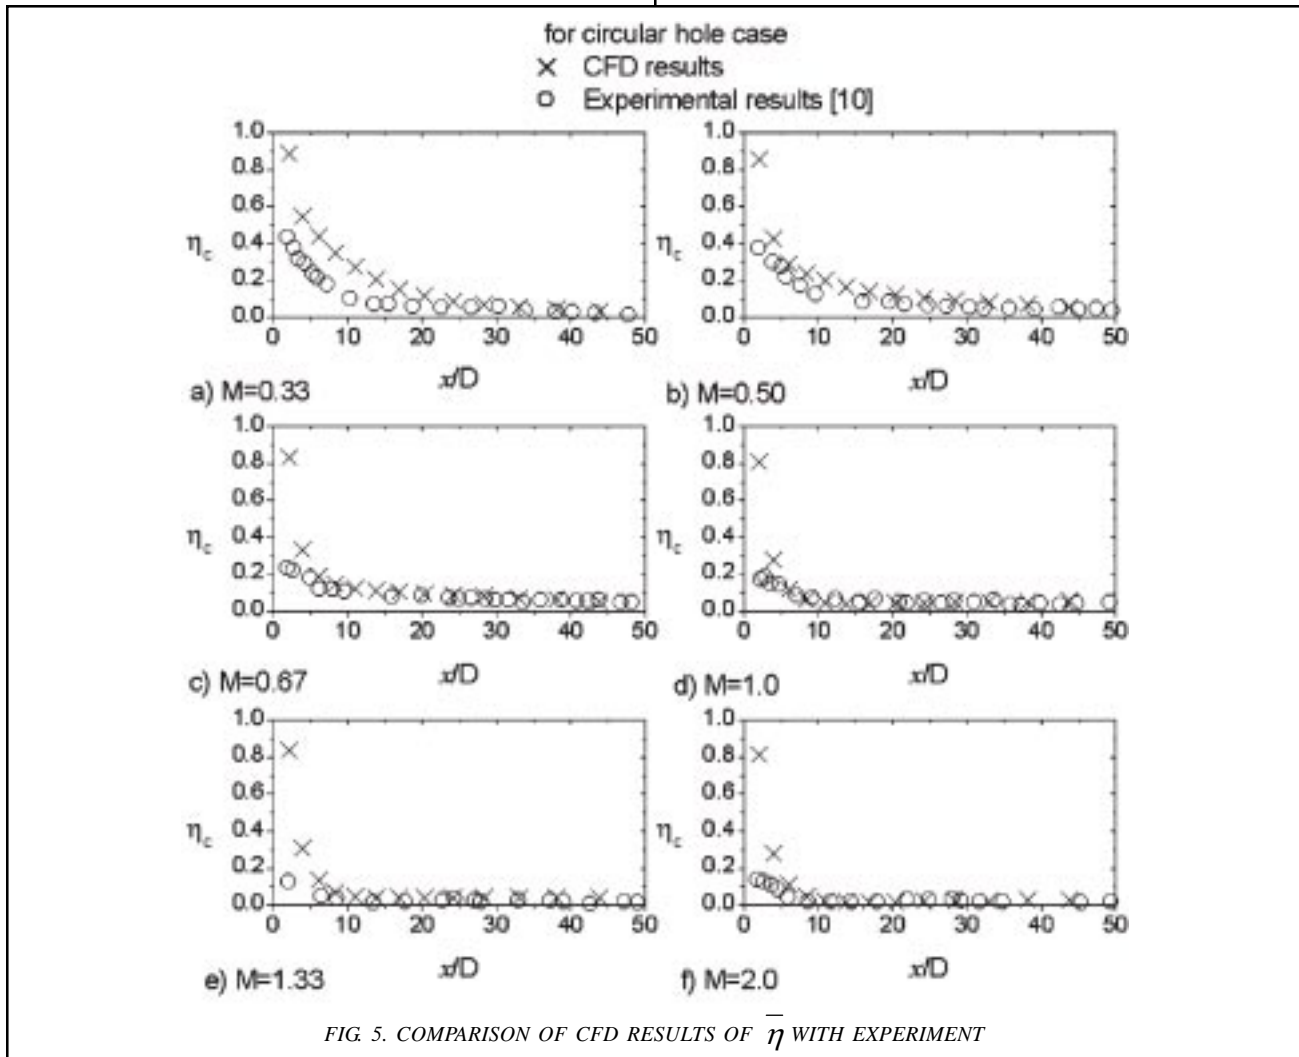 for circular hole case
× CFD results
○ Experimental results [10]
1.0
0.8
0.6
0.4
0.2
0.0
η_c
0 10 20 30 40 50
x/D
a) M=0.33
1.0
0.8
0.6
0.4
0.2
0.0
η_c
0 10 20 30 40 50
x/D
b) M=0.50
1.0
0.8
0.6
0.4
0.2
0.0
η_c
0 10 20 30 40 50
x/D
c) M=0.67
1.0
0.8
0.6
0.4
0.2
0.0
η_c
0 10 20 30 40 50
x/D
d) M=1.0
1.0
0.8
0.6
0.4
0.2
0.0
η_c
0 10 20 30 40 50
x/D
e) M=1.33
1.0
0.8
0.6
0.4
0.2
0.0
η_c
0 10 20 30 40 50
x/D
f) M=2.0
FIG. 5. COMPARISON OF CFD RESULTS OF η̅ WITH EXPERIMENT